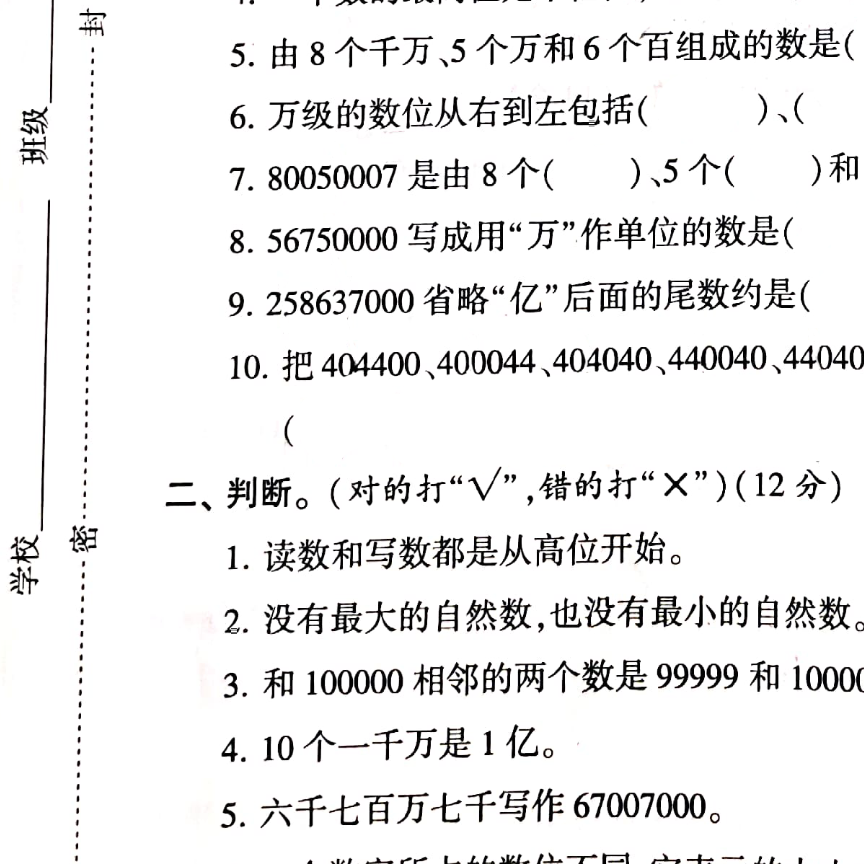 5. 由 8 个千万、5 个万和 6 个百组成的数是(
6. 万级的数位从右到左包括(      )、(
7. 80050007 是由 8 个(    )、5 个(    )和
8. 56750000 写成用“万”作单位的数是(
9. 258637000 省略“亿”后面的尾数约是(
10. 把 404400、400044、404040、440040、44040
(
二、判断。(对的打“√”,错的打“×”)(12 分)
1. 读数和写数都是从高位开始。
2. 没有最大的自然数,也没有最小的自然数。
3. 和 100000 相邻的两个数是 99999 和 10000
4. 10 个一千万是 1 亿。
5. 六千七百万七千写作 67007000。
班级
学校
封
密